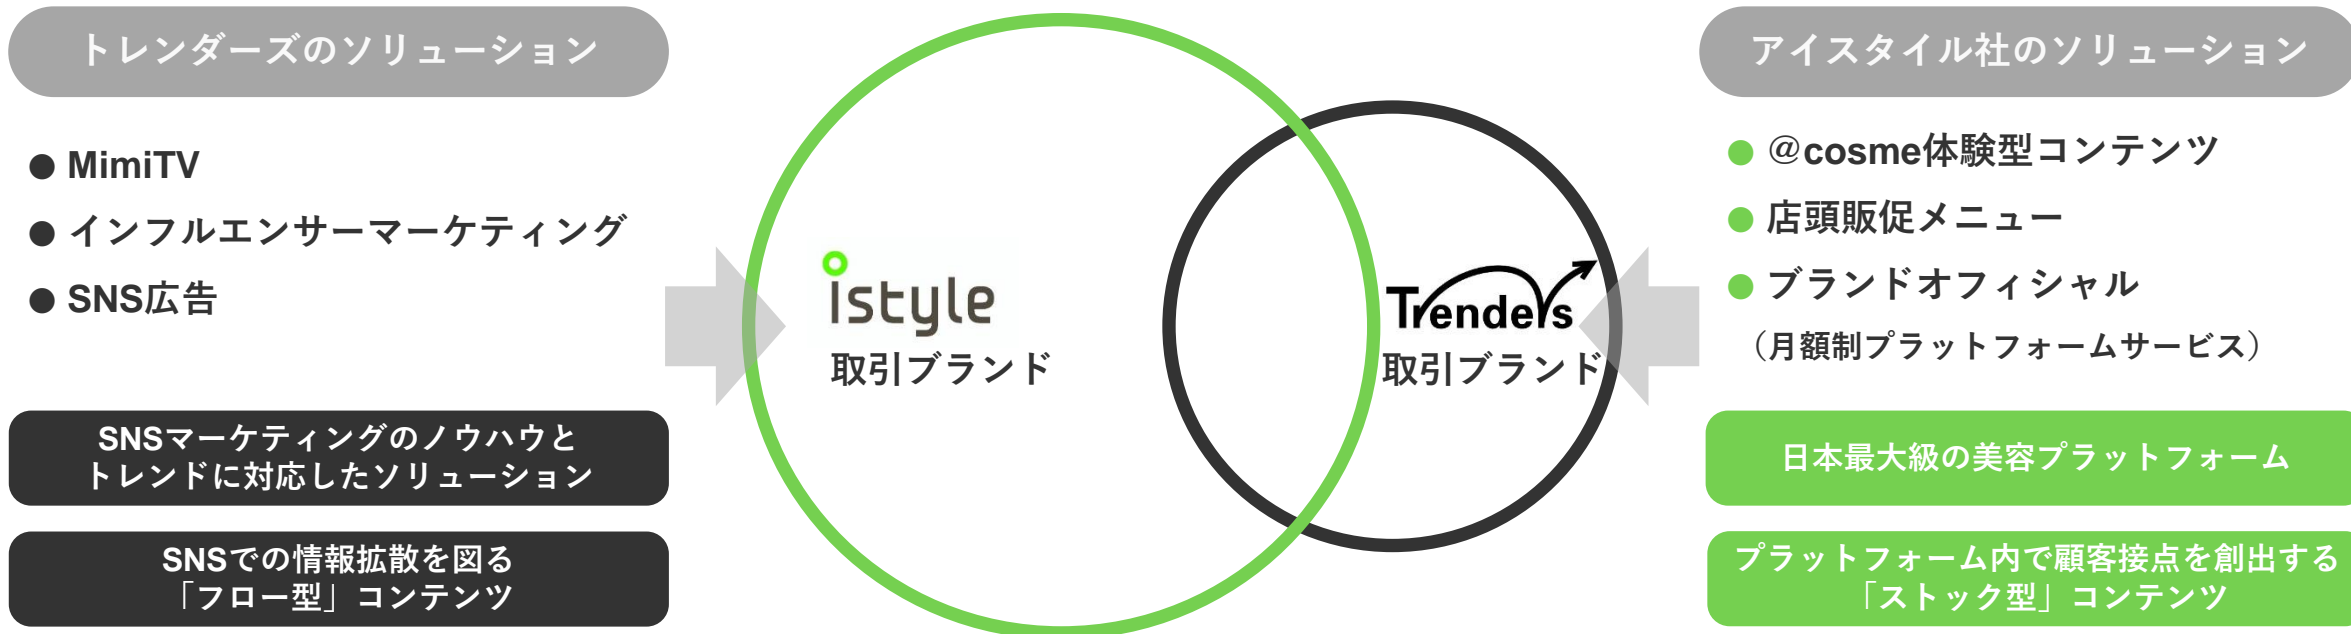 トレンダーズのソリューション
● MimiTV
● インフルエンサーマーケティング
● SNS広告
SNSマーケティングのノウハウと
トレンドに対応したソリューション
SNSでの情報拡散を図る
「フロー型」コンテンツ
istyle
取引ブランド
Trenders
取引ブランド
アイスタイル社のソリューション
● @cosme体験型コンテンツ
● 店頭販促メニュー
● ブランドオフィシャル
（月額制プラットフォームサービス）
日本最大級の美容プラットフォーム
プラットフォーム内で顧客接点を創出する
「ストック型」コンテンツ